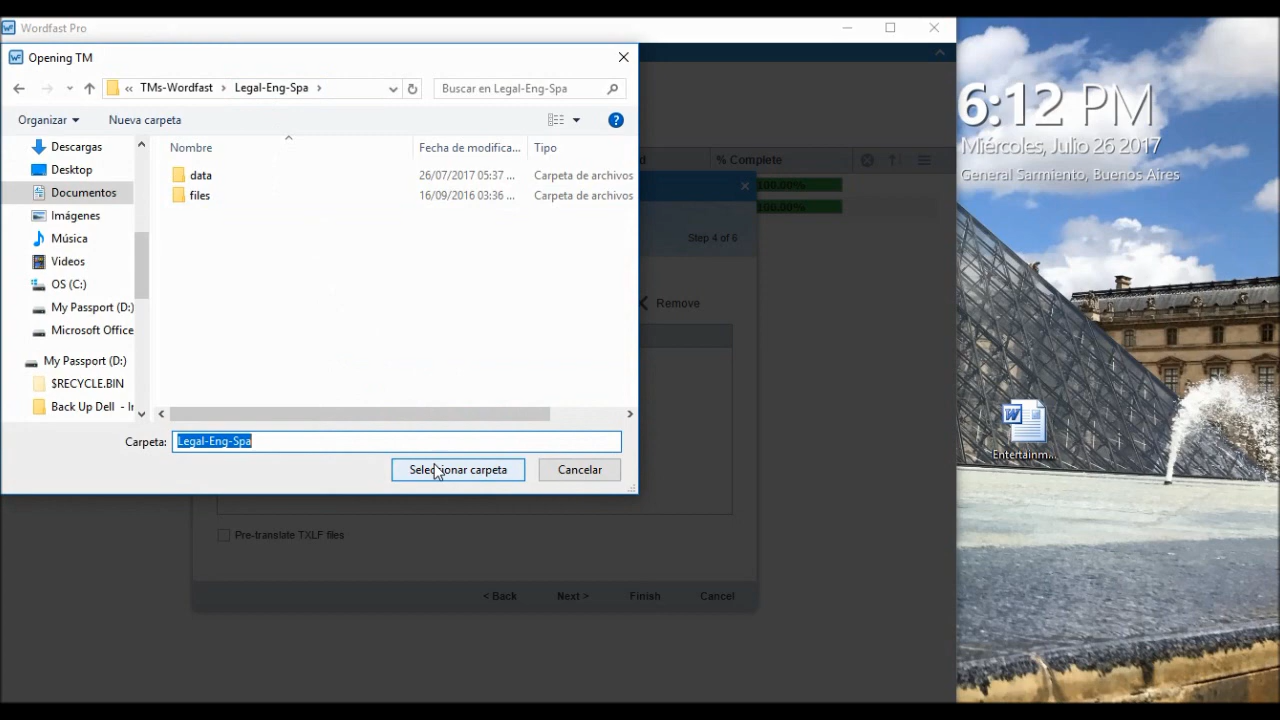 Wordfast Pro
Opening TM
« TMs-Wordfast > Legal-Eng-Spa >
Buscar en Legal-Eng-Spa
Organizar
Nueva carpeta
Descargas
Desktop
Documentos
Imágenes
Música
Videos
OS (C:)
My Passport (D:)
Microsoft Office
My Passport (D:)
$RECYCLE.BIN
Back Up Dell - Ir
Nombre Fecha de modifica... Tipo
data 26/07/2017 05:37 ... Carpeta de archivos
files 16/09/2016 03:36 ... Carpeta de archivos
Carpeta: Legal-Eng-Spa
Seleccionar carpeta
Cancelar
d % Complete
100.00%
100.00%
Step 4 of 6
Remove
Pre-translate TXLF files
< Back Next > Finish Cancel
6:12 PM
Miércoles, Julio 26 2017
General Sarmiento, Buenos Aires
Entertainm...